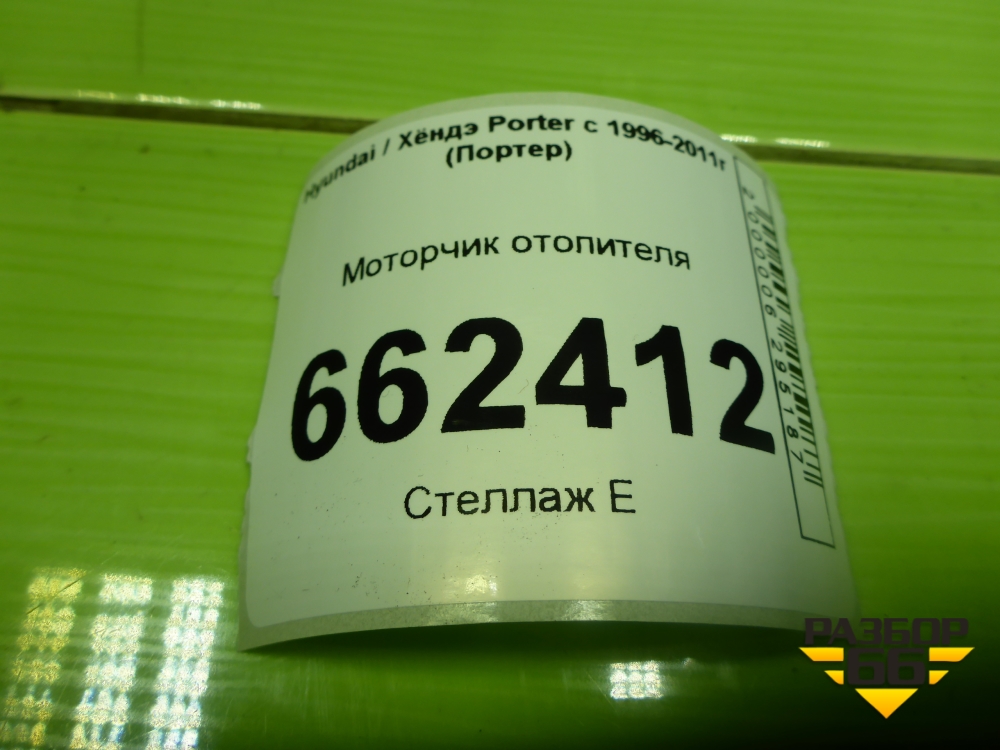 Hyundai / Хёндэ Porter с 1996-2011г
(Портер)
Моторчик отопителя
662412
Стеллаж Е
2000006295187
РАЗБОР
66